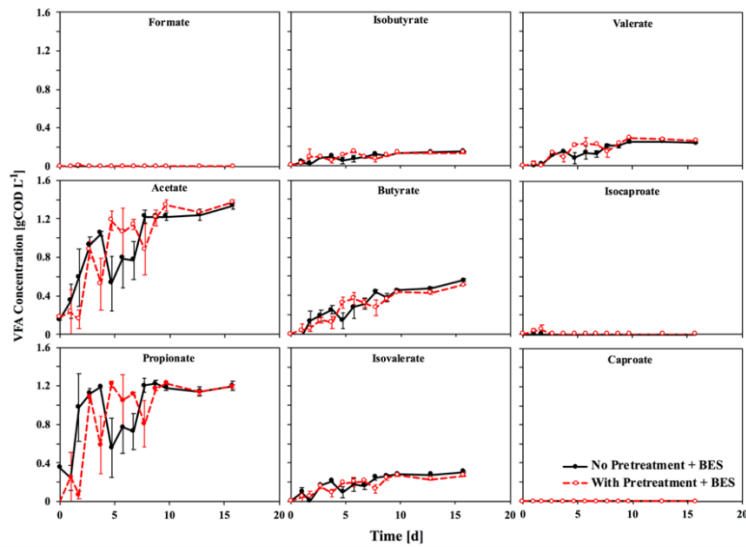 Formate
Isobutyrate
Valerate
1.6
1.2
0.8
0.4
0
VFA Concentration [gCOD L-1]
Acetate
Butyrate
Isocaproate
1.6
1.2
0.8
0.4
0
Propionate
Isovalerate
Caproate
1.6
1.2
0.8
0.4
0
No Pretreatment + BES
With Pretreatment + BES
0 5 10 15 20 0 5 10 15 20 0 5 10 15 20
Time [d]